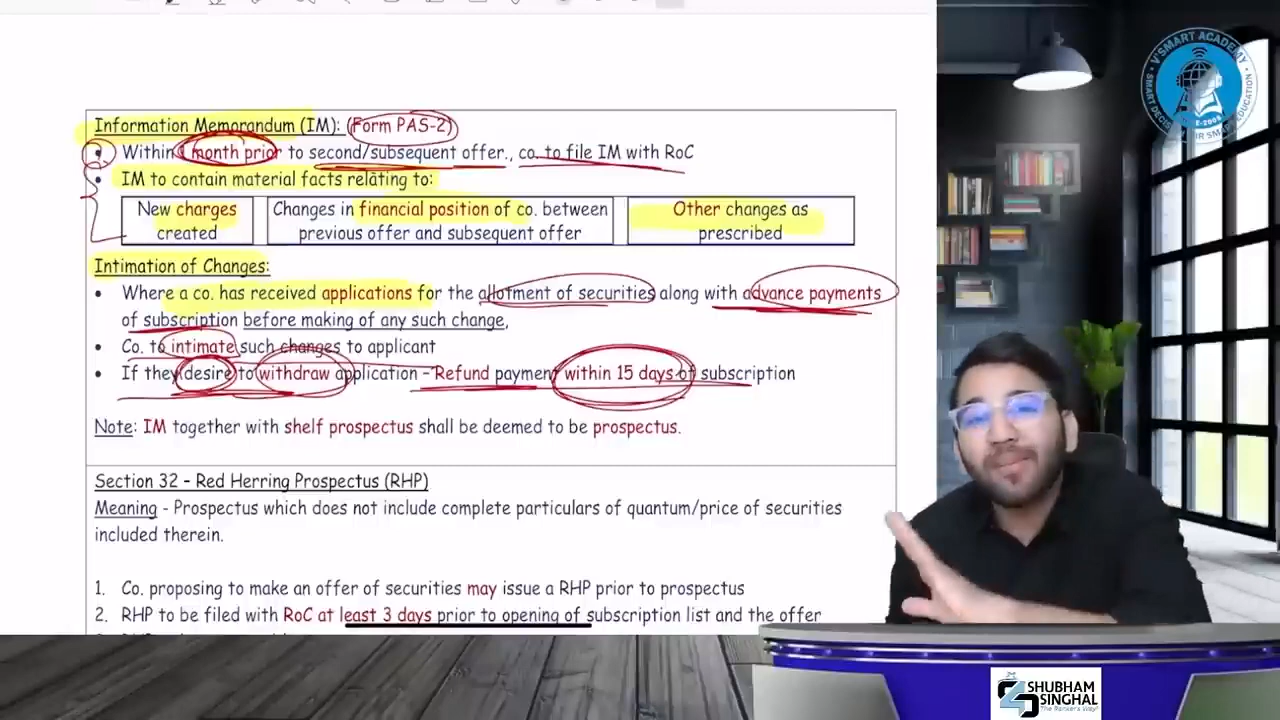 Information Memorandum (IM): (Form PAS-2)
• Within 1 month prior to second/subsequent offer., co. to file IM with RoC
• IM to contain material facts relating to:
New charges created
Changes in financial position of co. between previous offer and subsequent offer
Other changes as prescribed
Intimation of Changes:
• Where a co. has received applications for the allotment of securities along with advance payments
of subscription before making of any such change,
• Co. to intimate such changes to applicant
• If they desire to withdraw application - Refund payment within 15 days of subscription
Note: IM together with shelf prospectus shall be deemed to be prospectus.
Section 32 – Red Herring Prospectus (RHP)
Meaning - Prospectus which does not include complete particulars of quantum/price of securities
included therein.
1. Co. proposing to make an offer of securities may issue a RHP prior to prospectus
2. RHP to be filed with RoC at least 3 days prior to opening of subscription list and the offer
V'SMART ACADEMY
SHUBHAM
SINGHAL